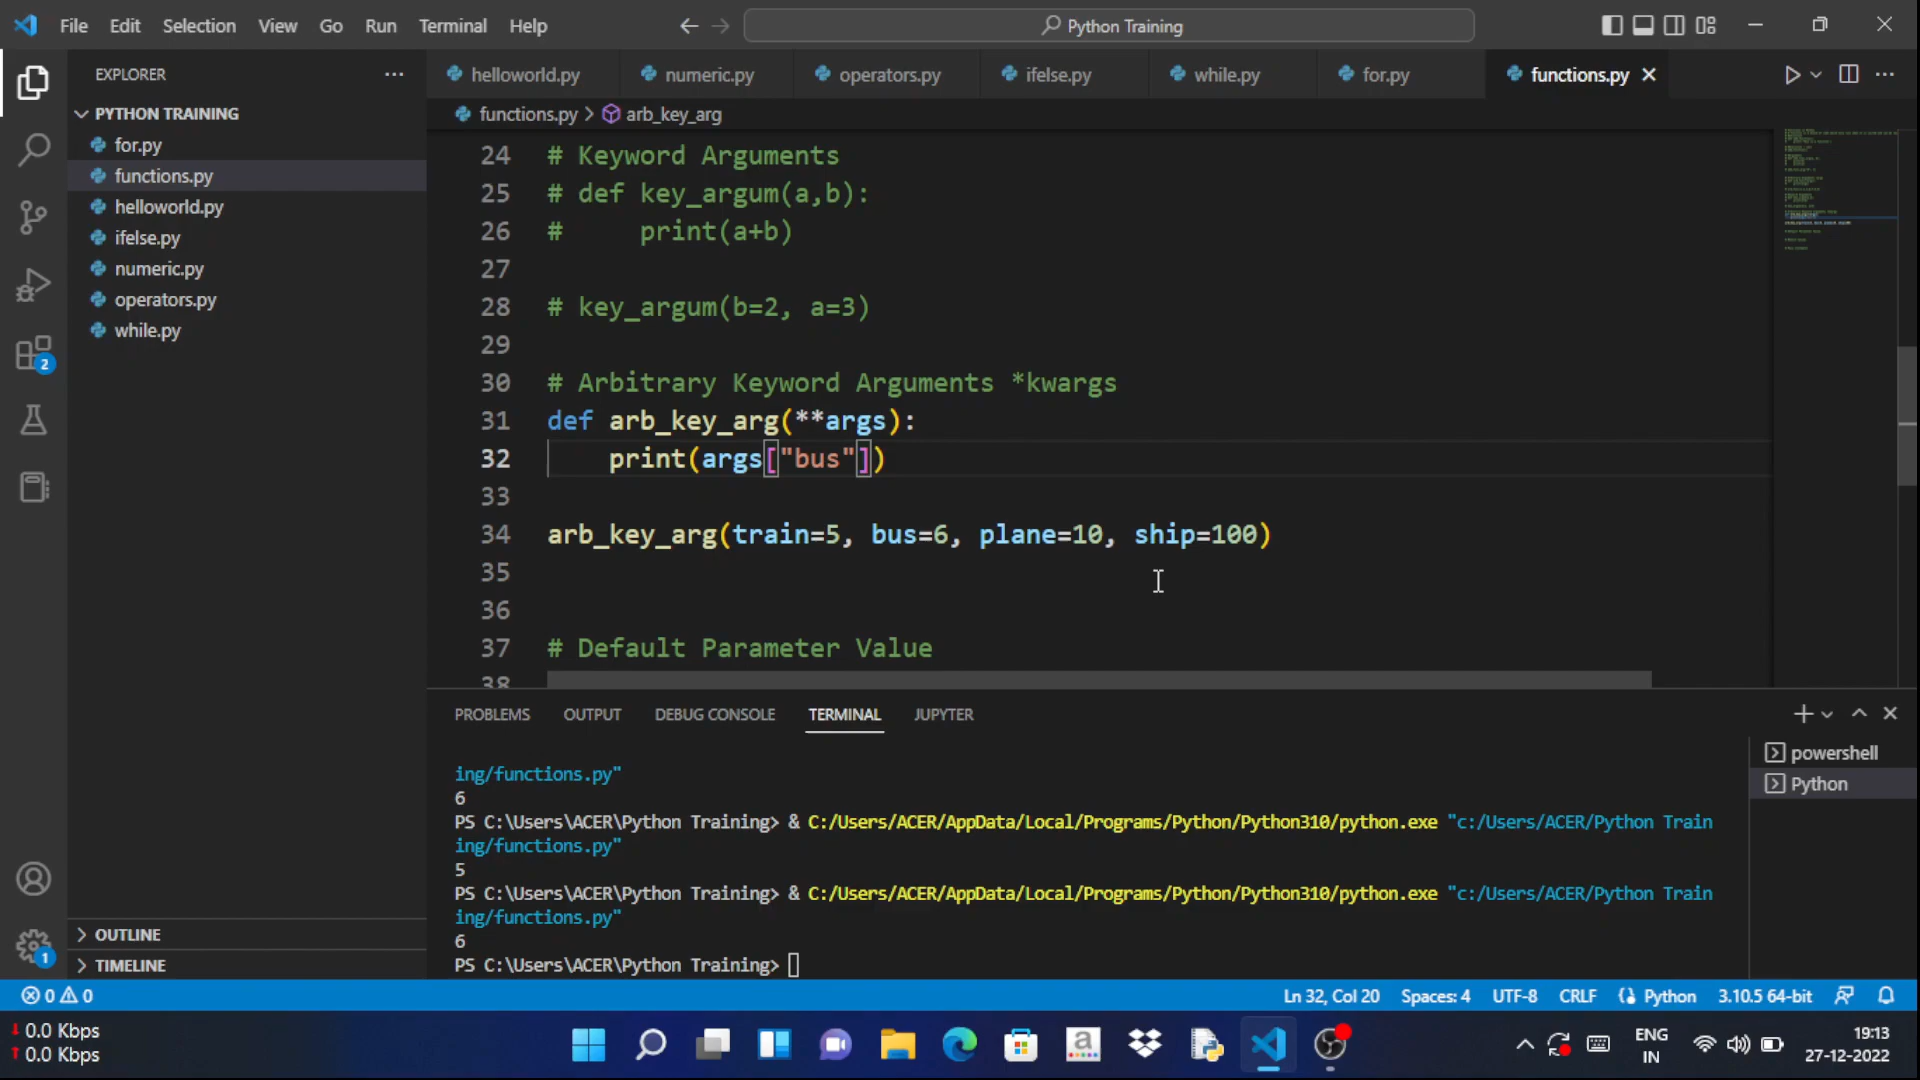 File Edit Selection View Go Run Terminal Help
Python Training
EXPLORER
helloworld.py numeric.py operators.py ifelse.py while.py for.py functions.py
PYTHON TRAINING
functions.py > arb_key_arg
for.py
functions.py
helloworld.py
ifelse.py
numeric.py
operators.py
while.py
24 # Keyword Arguments
25 # def key_argum(a,b):
26 #     print(a+b)
27
28 # key_argum(b=2, a=3)
29
30 # Arbitrary Keyword Arguments *kwargs
31 def arb_key_arg(**args):
32     print(args["bus"])
33
34 arb_key_arg(train=5, bus=6, plane=10, ship=100)
35
36
37 # Default Parameter Value
38
2
PROBLEMS OUTPUT DEBUG CONSOLE TERMINAL JUPYTER
ing/functions.py"
6
PS C:\Users\ACER\Python Training> & C:/Users/ACER/AppData/Local/Programs/Python/Python310/python.exe "c:/Users/ACER/Python Train
ing/functions.py"
5
PS C:\Users\ACER\Python Training> & C:/Users/ACER/AppData/Local/Programs/Python/Python310/python.exe "c:/Users/ACER/Python Train
ing/functions.py"
6
PS C:\Users\ACER\Python Training>
powershell
Python
OUTLINE
TIMELINE
1
0 0
Ln 32, Col 20 Spaces: 4 UTF-8 CRLF Python 3.10.5 64-bit
0.0 Kbps
0.0 Kbps
a
ENG
IN
19:13
27-12-2022